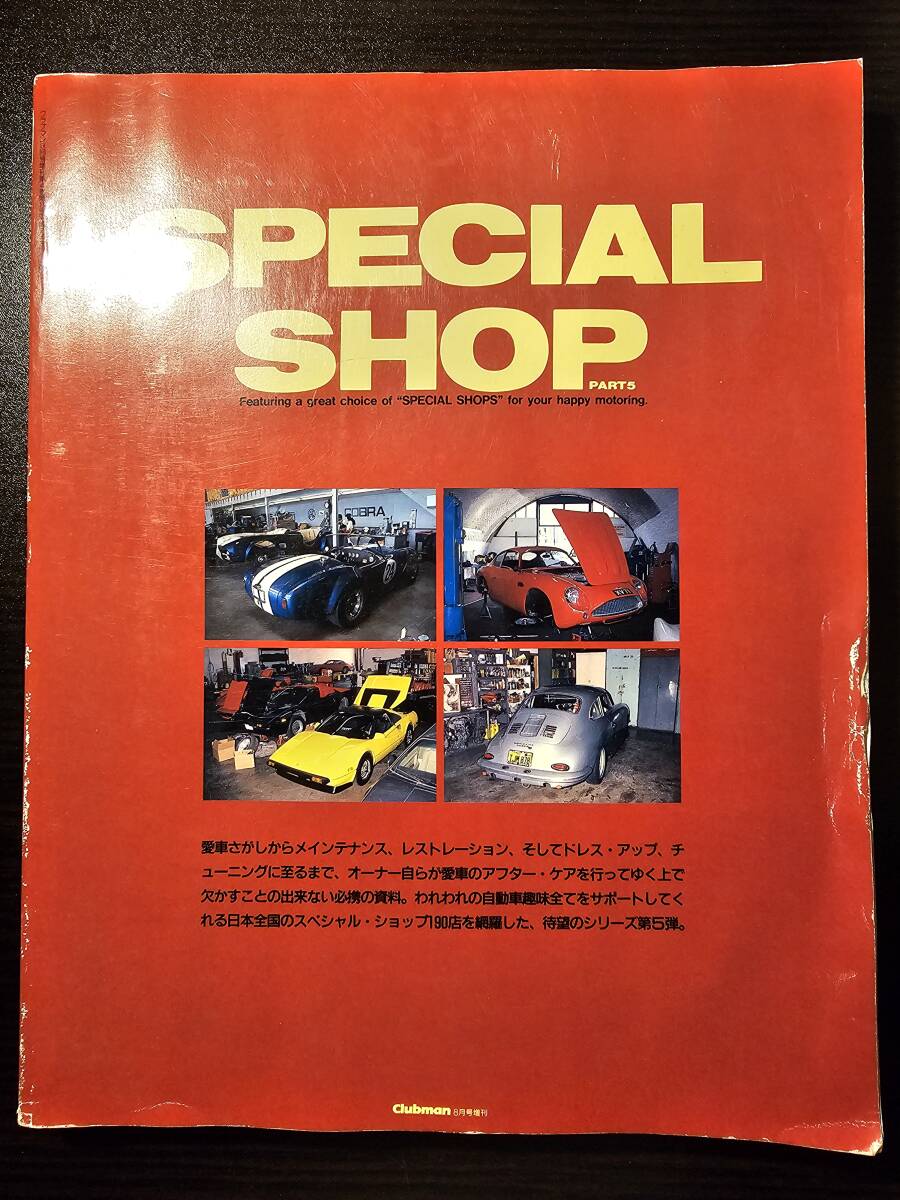 SPECIAL
SHOP
PART5
Featuring a great choice of “SPECIAL SHOPS” for your happy motoring.
COBRA
愛車さがしからメインテナンス、レストレーション、そしてドレス・アップ、チ
ューニングに至るまで、オーナー自らが愛車のアフター・ケアを行ってゆく上で
欠かすことの出来ない必携の資料。われわれの自動車趣味全てをサポートしてく
れる日本全国のスペシャル・ショップ190店を網羅した、待望のシリーズ第5弾。
Clubman 8月号増刊